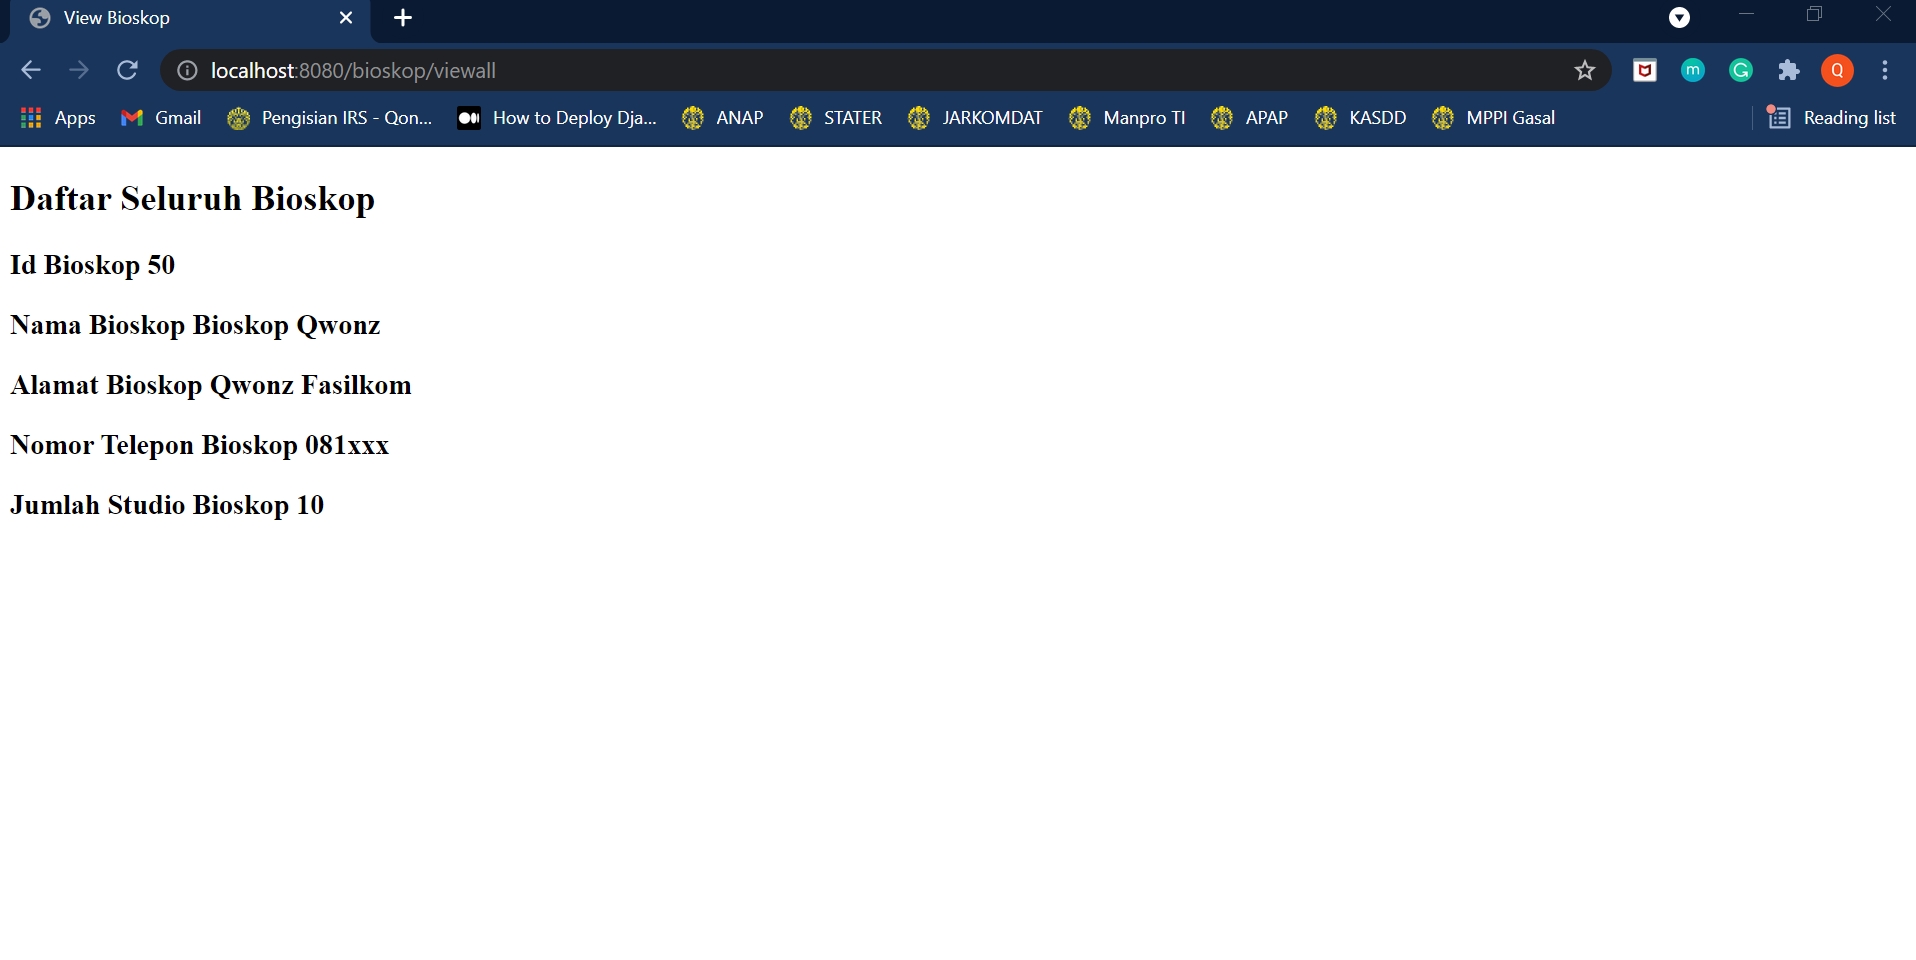 View Bioskop
localhost:8080/bioskop/viewall
m G Q
Apps Gmail Pengisian IRS - Qon... How to Deploy Dja... ANAP STATER JARKOMDAT Manpro TI APAP KASDD MPPI Gasal Reading list
Daftar Seluruh Bioskop
Id Bioskop 50
Nama Bioskop Bioskop Qwonz
Alamat Bioskop Qwonz Fasilkom
Nomor Telepon Bioskop 081xxx
Jumlah Studio Bioskop 10